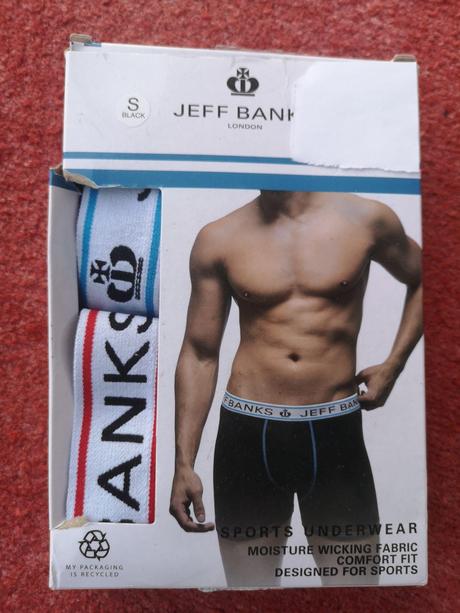 S
BLACK
JEFF BANK
LONDON
ANKS
BANKS JEFF BAN
SPORTS UNDERWEAR
MOISTURE WICKING FABRIC
COMFORT FIT
DESIGNED FOR SPORTS
MY PACKAGING
IS RECYCLED